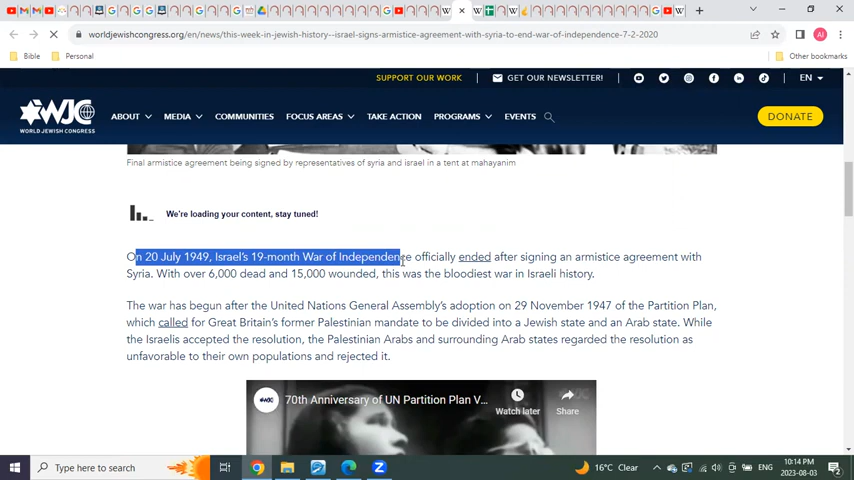 worldjewishcongress.org/en/news/this-week-in-jewish-history--israel-signs-armistice-agreement-with-syria-to-end-war-of-independence-7-2-2020
Bible
Personal
Other bookmarks
SUPPORT OUR WORK
GET OUR NEWSLETTER!
EN
WJC
WORLD JEWISH CONGRESS
ABOUT
MEDIA
COMMUNITIES
FOCUS AREAS
TAKE ACTION
PROGRAMS
EVENTS
DONATE
Final armistice agreement being signed by representatives of syria and israel in a tent at mahayanim
We're loading your content, stay tuned!
On 20 July 1949, Israel's 19-month War of Independence officially ended after signing an armistice agreement with
Syria. With over 6,000 dead and 15,000 wounded, this was the bloodiest war in Israeli history.
The war has begun after the United Nations General Assembly's adoption on 29 November 1947 of the Partition Plan,
which called for Great Britain's former Palestinian mandate to be divided into a Jewish state and an Arab state. While
the Israelis accepted the resolution, the Palestinian Arabs and surrounding Arab states regarded the resolution as
unfavorable to their own populations and rejected it.
70th Anniversary of UN Partition Plan V...
Watch later
Share
Type here to search
16°C Clear
ENG
10:14 PM
2023-08-03